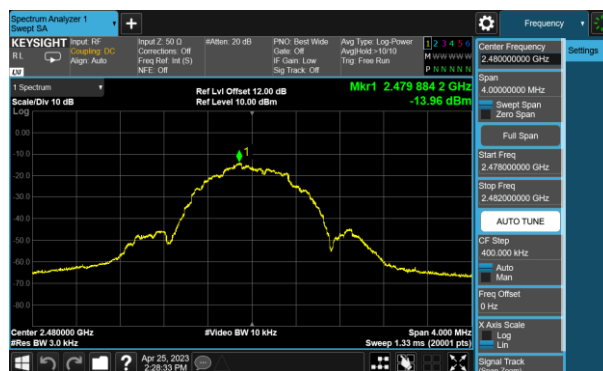 Spectrum Analyzer 1
Swept SA
+
Frequency
KEYSIGHT
RL
Input: RF
Coupling: DC
Align: Auto
Input Z: 50 Ω
Corrections: Off
Freq Ref: Int (S)
NFE: Off
#Atten: 20 dB
PNO: Best Wide
Gate: Off
IF Gain: Low
Sig Track: Off
Avg Type: Log-Power
Avg|Hold >10/10
Trig: Free Run
1 2 3 4 5 6
M W W W W W
P N N N N N
1 Spectrum
Scale/Div 10 dB
Log
Ref Lvl Offset 12.00 dB
Ref Level 10.00 dBm
Mkr1 2.479 884 2 GHz
-13.96 dBm
0.00
-10.0
-20.0
-30.0
-40.0
-50.0
-60.0
-70.0
-80.0
1
Center 2.480000 GHz
#Res BW 3.0 kHz
#Video BW 10 kHz
Span 4.000 MHz
Sweep 1.33 ms (20001 pts)
Apr 25, 2023
2:28:33 PM
?
Center Frequency
2.480000000 GHz
Settings
Span
4.00000000 MHz
Swept Span
Zero Span
Full Span
Start Freq
2.478000000 GHz
Stop Freq
2.482000000 GHz
AUTO TUNE
CF Step
400.000 kHz
Auto
Man
Freq Offset
0 Hz
X Axis Scale
Log
Lin
Signal Track
(Span Zoom)